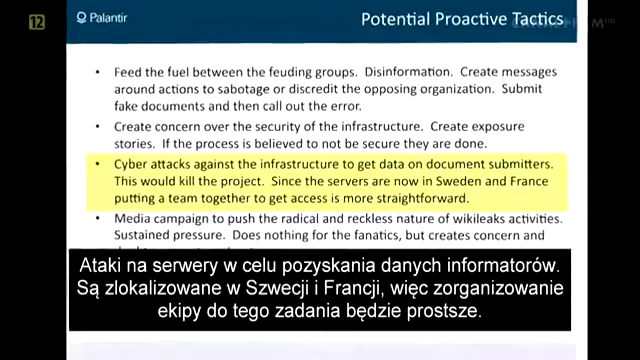 12
Palantir
Potential Proactive Tactics
• Feed the fuel between the feuding groups. Disinformation. Create messages
around actions to sabotage or discredit the opposing organization. Submit
fake documents and then call out the error.
• Create concern over the security of the infrastructure. Create exposure
stories. If the process is believed to not be secure they are done.
• Cyber attacks against the infrastructure to get data on document submitters.
This would kill the project. Since the servers are now in Sweden and France
putting a team together to get access is more straightforward.
• Media campaign to push the radical and reckless nature of wikileaks activities.
Sustained pressure. Does nothing for the fanatics, but creates concern and
Ataki na serwery w celu pozyskania danych informatorów.
Są zlokalizowane w Szwecji i Francji, więc zorganizowanie
ekipy do tego zadania będzie prostsze.